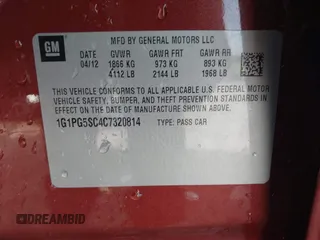 GM
MFD BY GENERAL MOTORS LLC
04/12 GVWR GAWR FRT GAWR RR
1866 KG 973 KG 893 KG
4112 LB 2144 LB 1968 LB
THIS VEHICLE CONFORMS TO ALL APPLICABLE U.S. FEDERAL MOTOR
VEHICLE SAFETY, BUMPER, AND THEFT PREVENTION STANDARDS
IN EFFECT ON THE DATE OF MANUFACTURE SHOWN ABOVE.
1G1PG5SC4C7320814 TYPE: PASS CAR
DREAMBID